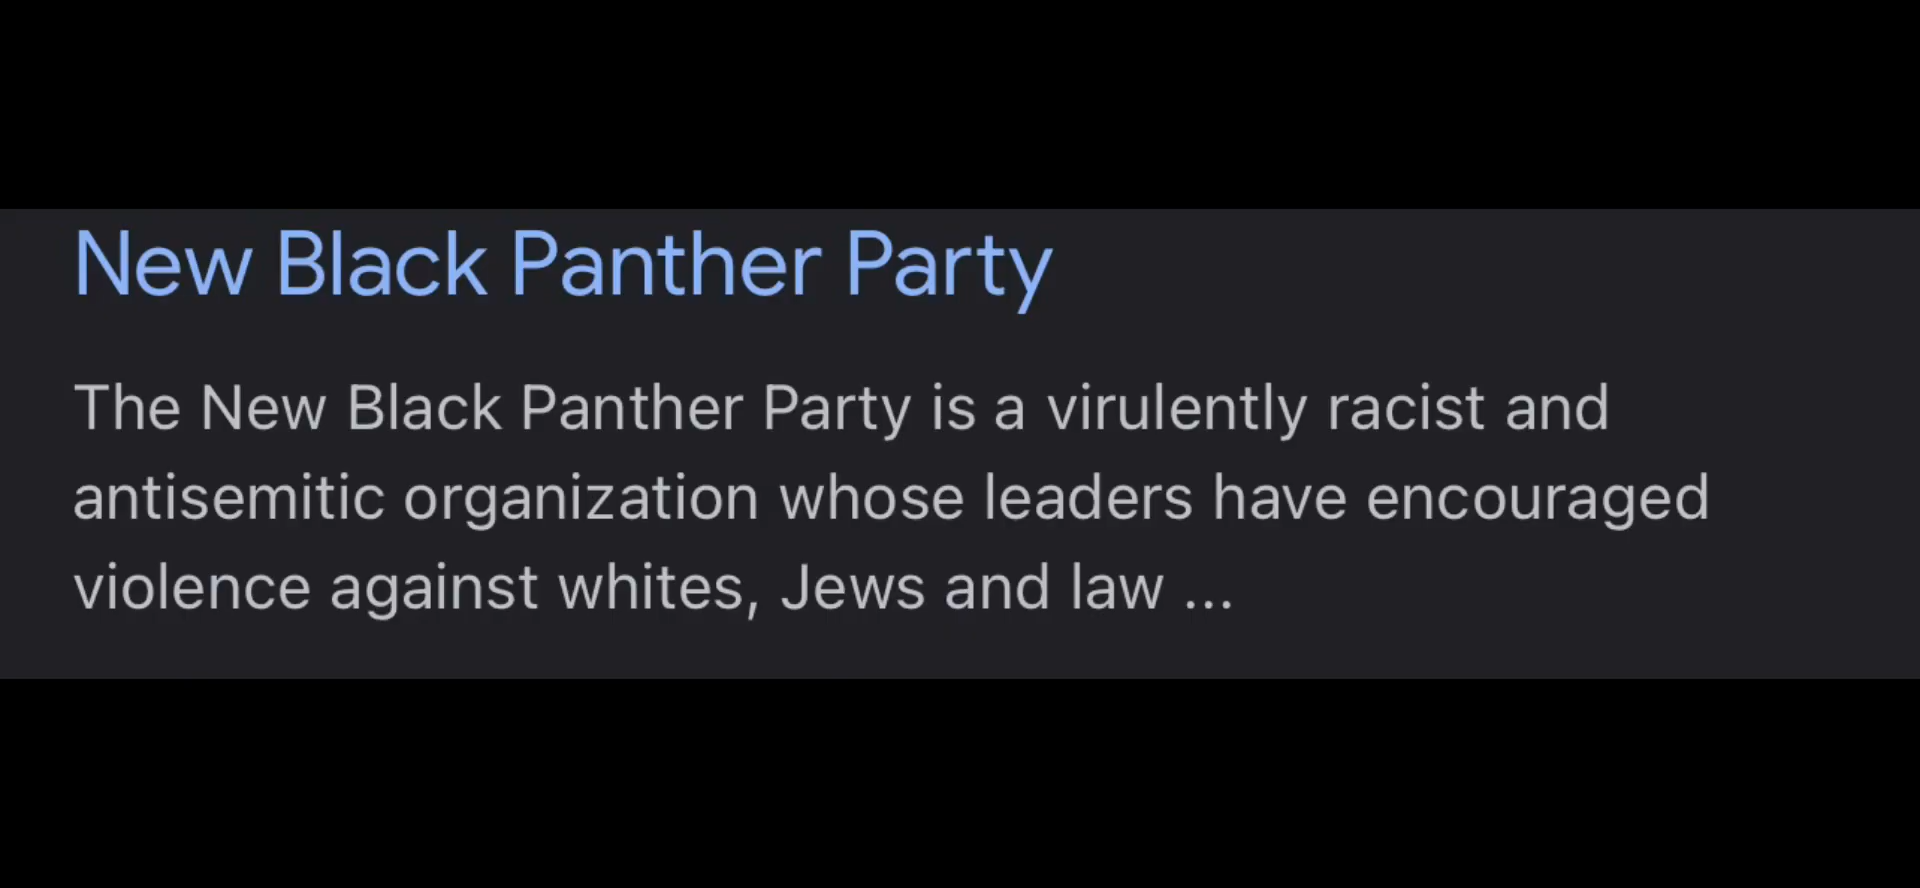 New Black Panther Party
The New Black Panther Party is a virulently racist and
antisemitic organization whose leaders have encouraged
violence against whites, Jews and law ...